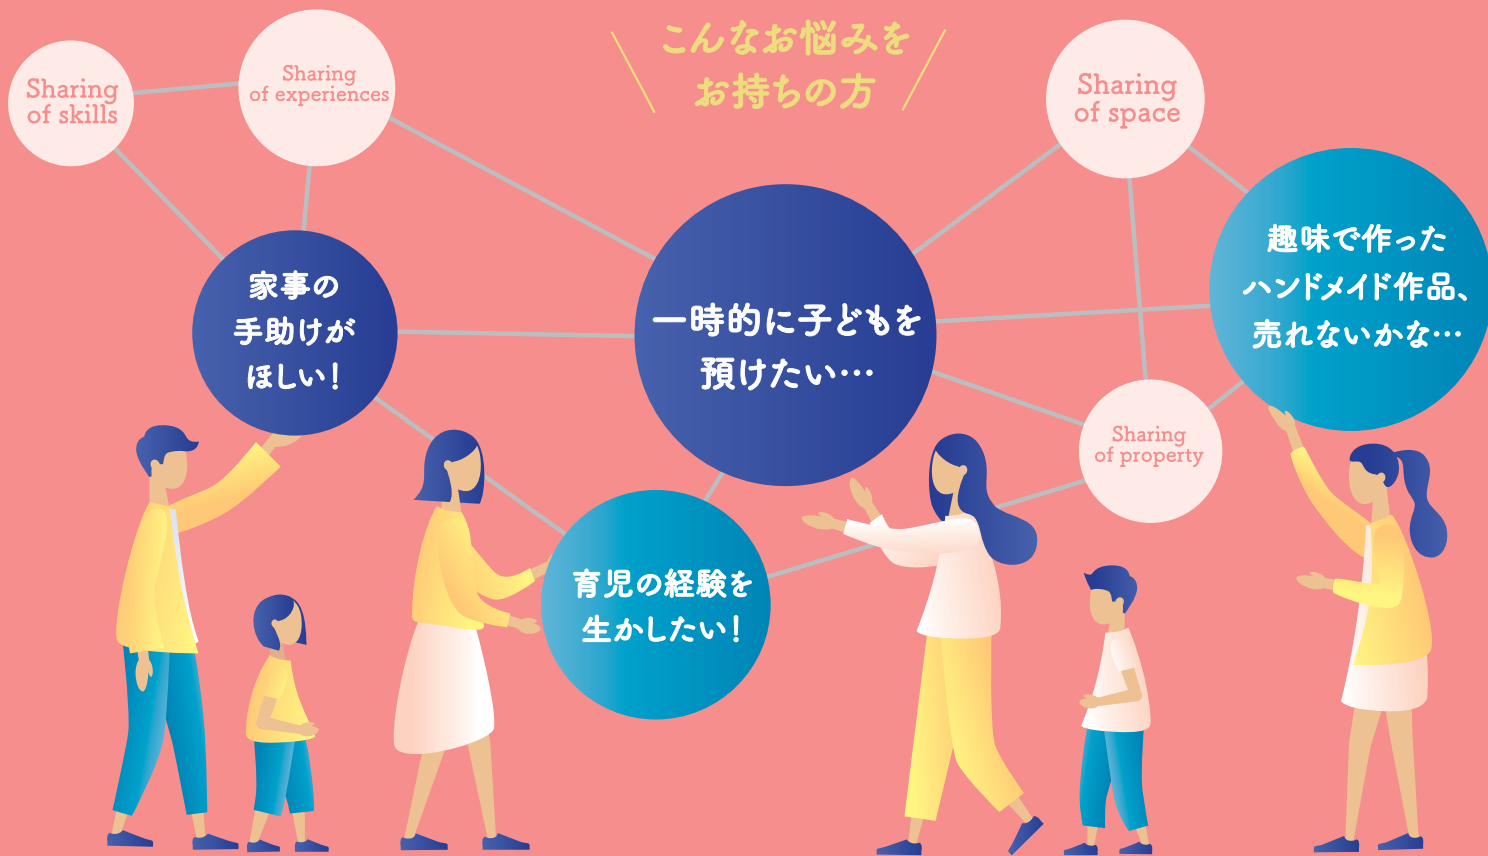 こんなお悩みを
お持ちの方
Sharing
of skills
Sharing
of experiences
Sharing
of space
家事の
手助けが
ほしい!
一時的に子どもを
預けたい…
趣味で作った
ハンドメイド作品、
売れないかな…
Sharing
of property
育児の経験を
生かしたい!